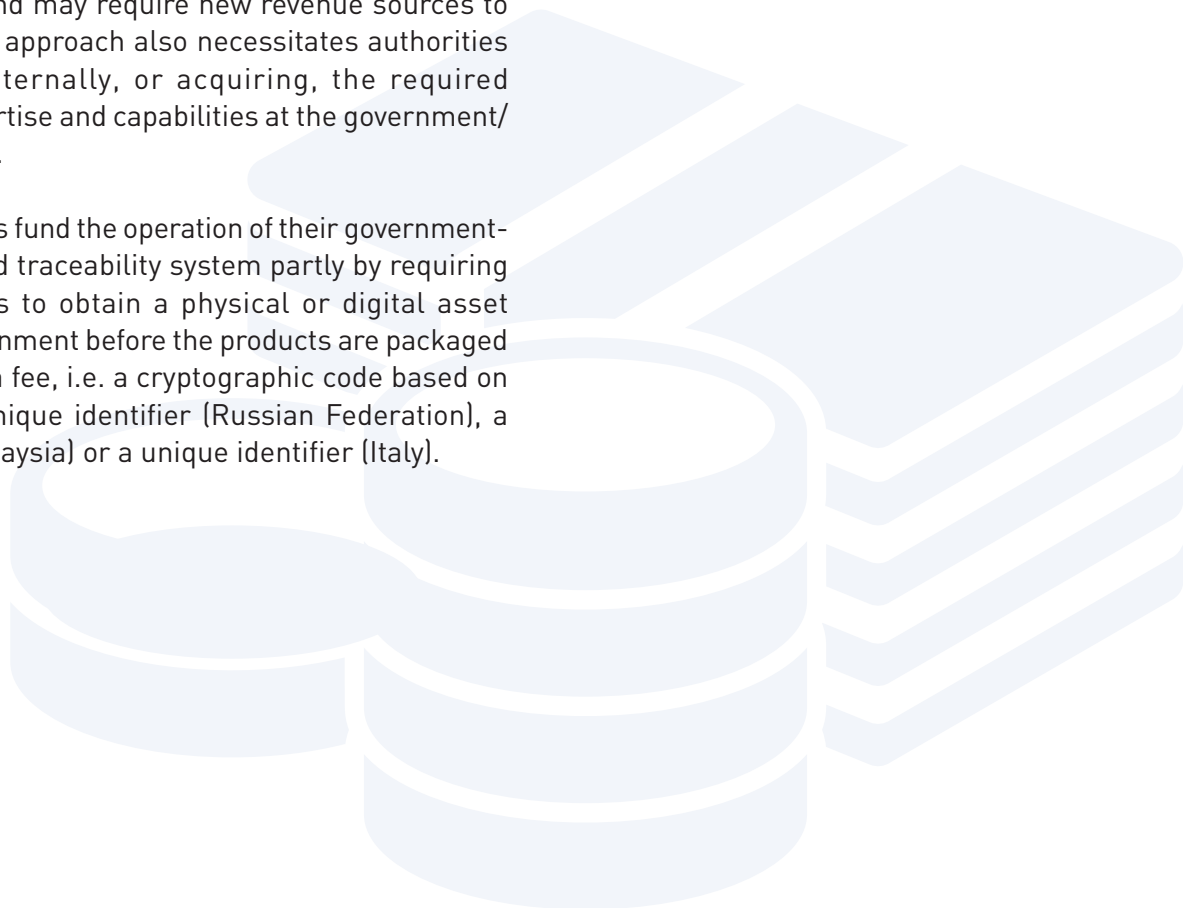 nd may require new revenue sources to
approach also necessitates authorities
ternally, or acquiring, the required
rtise and capabilities at the government/
.
s fund the operation of their government-
d traceability system partly by requiring
s to obtain a physical or digital asset
nment before the products are packaged
fee, i.e. a cryptographic code based on
nique identifier (Russian Federation), a
aysia) or a unique identifier (Italy).